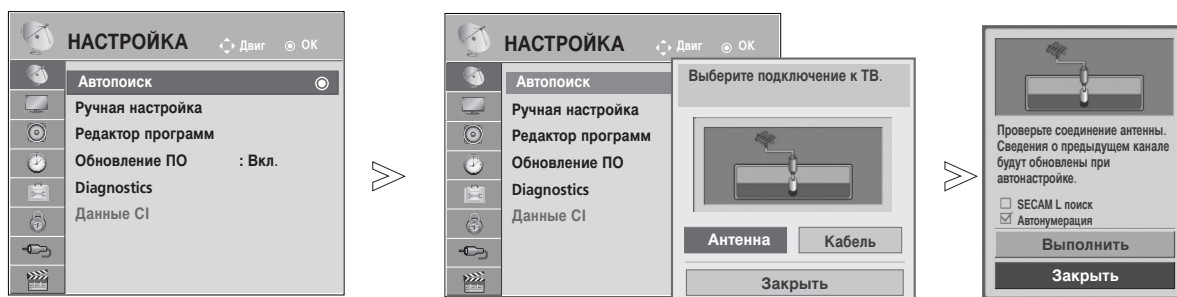 НАСТРОЙКА Двиг ОК
Автопоиск
Ручная настройка
Редактор программ
Обновление ПО : Вкл.
Diagnostics
Данные CI
НАСТРОЙКА Двиг ОК
Автопоиск
Ручная настройка
Редактор программ
Обновление ПО
Diagnostics
Данные CI
Выберите подключение к ТВ.
Антенна Кабель
Закрыть
Проверьте соединение антенны.
Сведения о предыдущем канале
будут обновлены при
автонастройке.
SECAM L поиск
Автонумерация
Выполнить
Закрыть